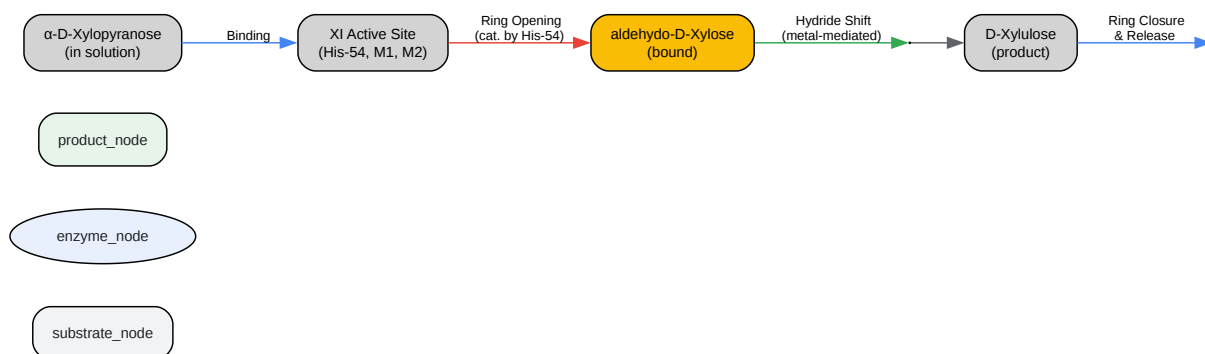 α-D-Xylopyranose
(in solution)
Binding
XI Active Site
(His-54, M1, M2)
Ring Opening
(cat. by His-54)
aldehydo-D-Xylose
(bound)
Hydride Shift
(metal-mediated)
D-Xylulose
(product)
Ring Closure
& Release
product_node
enzyme_node
substrate_node